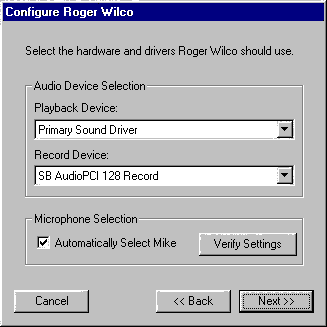 Configure Roger Wilco
Select the hardware and drivers Roger Wilco should use.
Audio Device Selection
Playback Device:
Primary Sound Driver
Record Device:
SB AudioPCI 128 Record
Microphone Selection
Automatically Select Mike
Verify Settings
Cancel
<< Back
Next >>